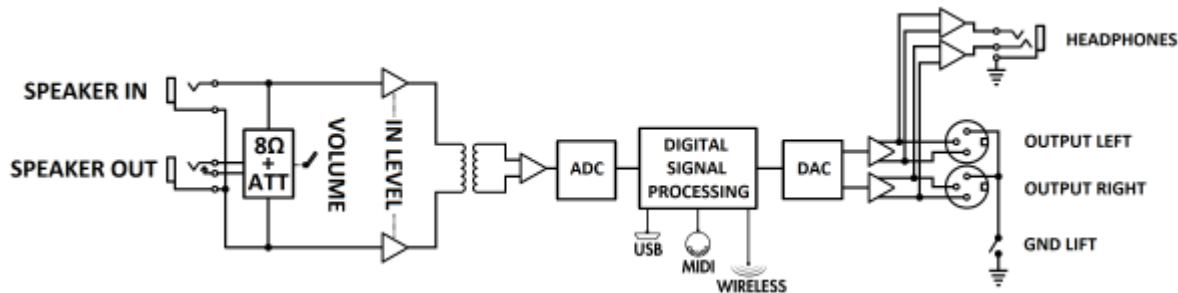 SPEAKER IN
SPEAKER OUT
8Ω
+
ATT
VOLUME
IN LEVEL
ADC
DIGITAL
SIGNAL
PROCESSING
USB
MIDI
WIRELESS
DAC
HEADPHONES
OUTPUT LEFT
OUTPUT RIGHT
GND LIFT